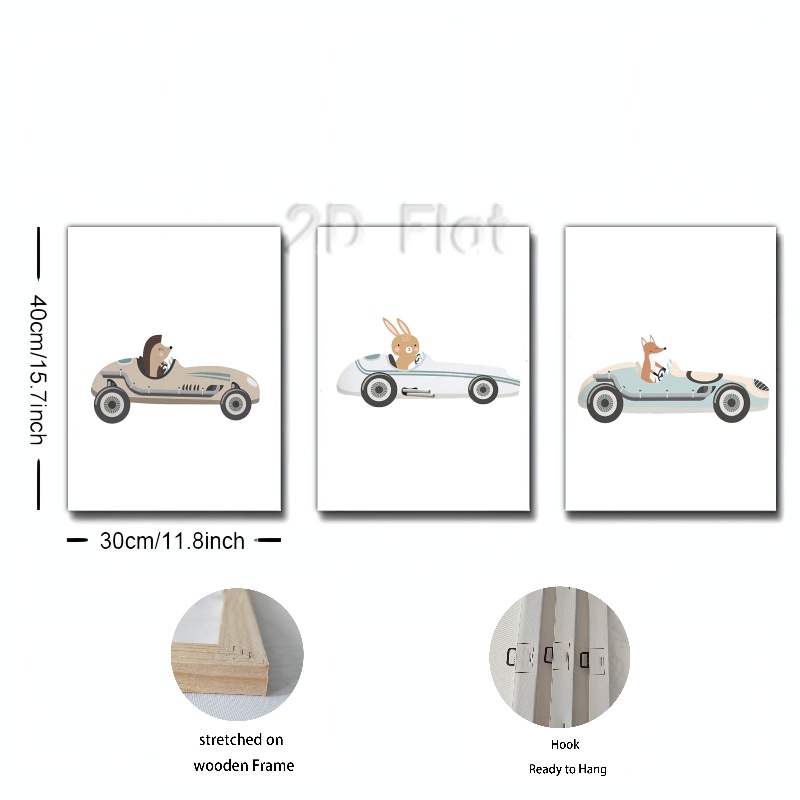 2D Flat
40cm/15.7inch
30cm/11.8inch
stretched on
wooden Frame
Hook
Ready to Hang